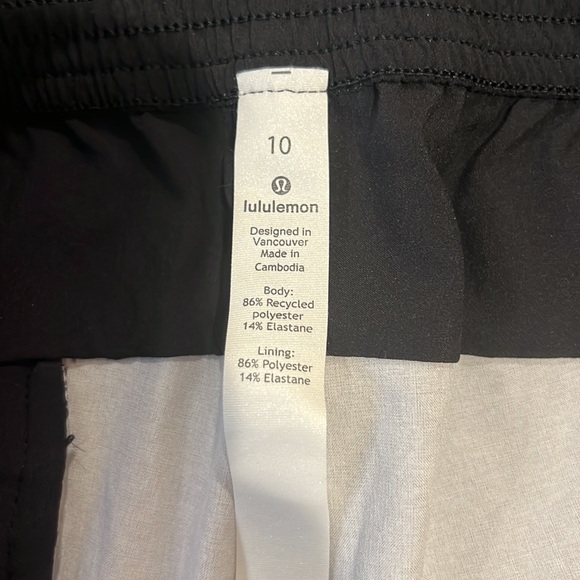 10
lululemon
Designed in
Vancouver
Made in
Cambodia
Body:
86% Recycled
polyester
14% Elastane
Lining:
86% Polyester
14% Elastane